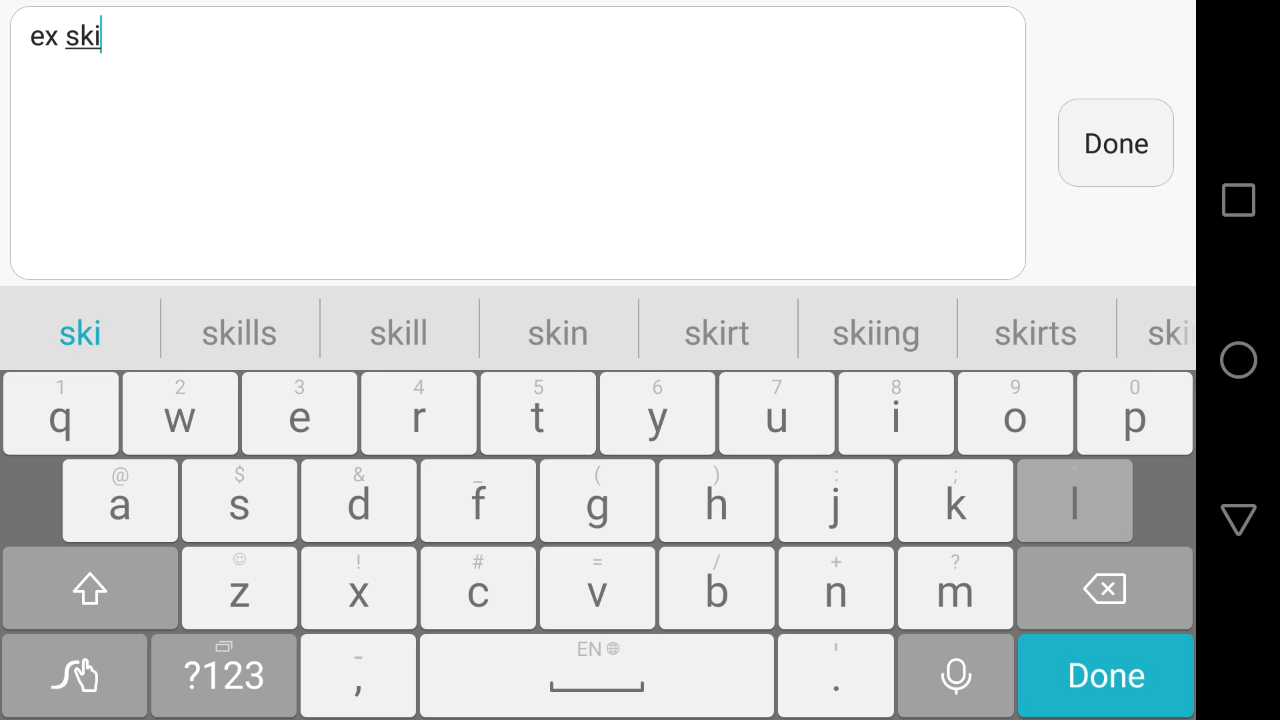 ex ski
Done
ski skills skill skin skirt skiing skirts
1 2 3 4 5 6 7 8 9 0
q w e r t y u i o p
@ $ & _ ( ) : ; "
a s d f g h j k l
! # = / + ?
z x c v b n m
EN
?123 - , ' . Done